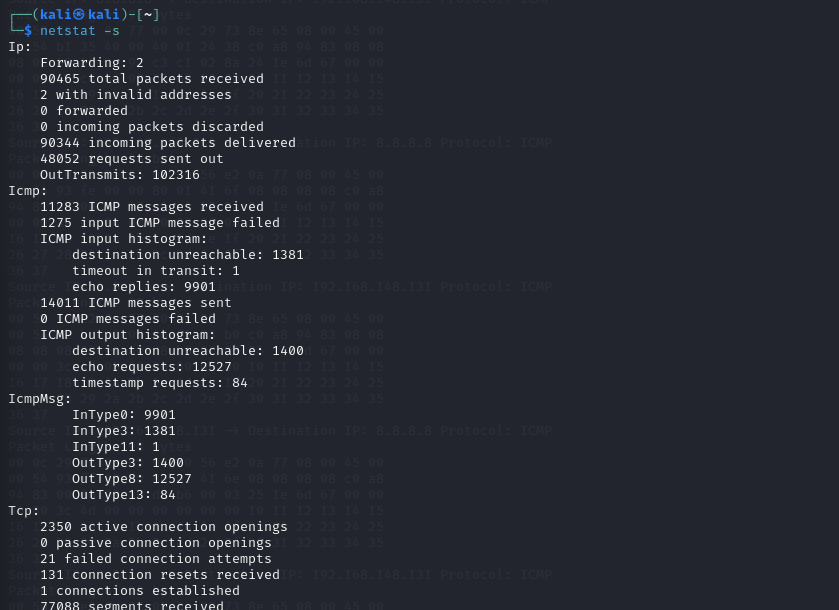 ┌──(kali㉿kali)-[~]
└─$ netstat -s
Ip:
    Forwarding: 2
    90465 total packets received
    2 with invalid addresses
    0 forwarded
    0 incoming packets discarded
    90344 incoming packets delivered
    48052 requests sent out
    OutTransmits: 102316
Icmp:
    11283 ICMP messages received
    1275 input ICMP message failed
    ICMP input histogram:
        destination unreachable: 1381
        timeout in transit: 1
        echo replies: 9901
    14011 ICMP messages sent
    0 ICMP messages failed
    ICMP output histogram:
        destination unreachable: 1400
        echo requests: 12527
        timestamp requests: 84
IcmpMsg:
        InType0: 9901
        InType3: 1381
        InType11: 1
        OutType3: 1400
        OutType8: 12527
        OutType13: 84
Tcp:
    2350 active connection openings
    0 passive connection openings
    21 failed connection attempts
    131 connection resets received
    1 connections established
    77088 segments received